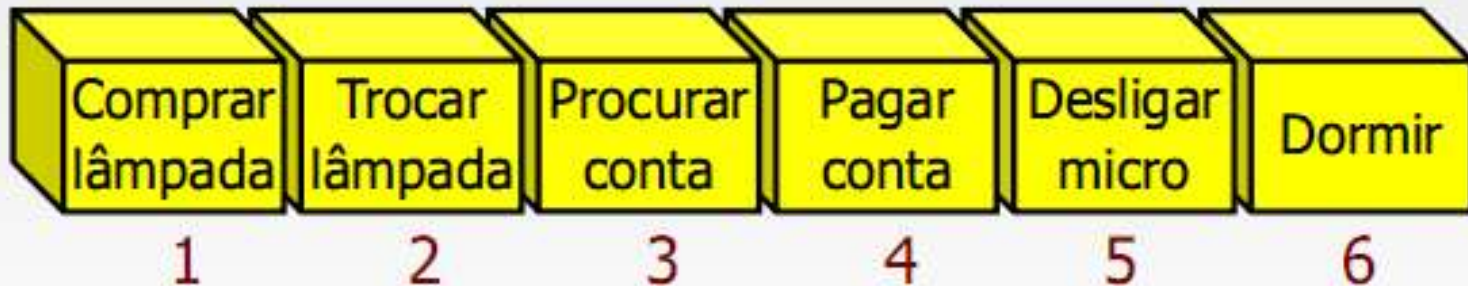 Comprar
lâmpada
Trocar
lâmpada
Procurar
conta
Pagar
conta
Desligar
micro
Dormir
1 2 3 4 5 6